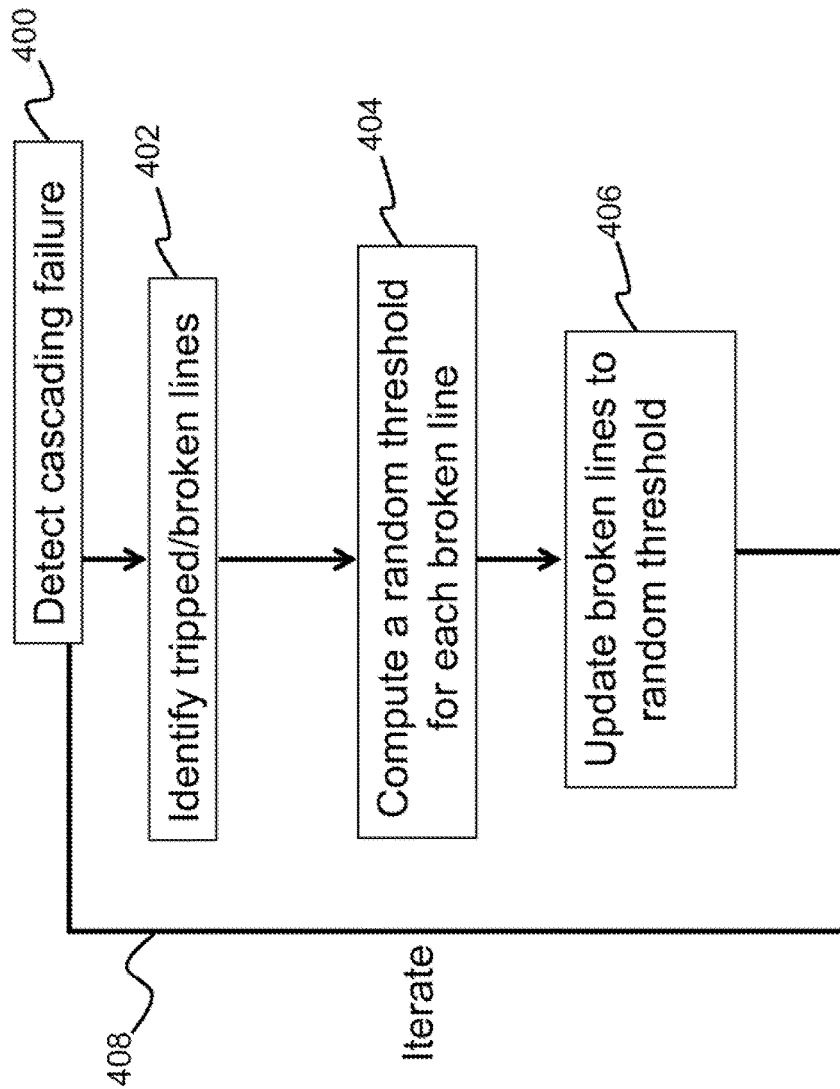 400
Detect cascading failure
402
Identify tripped/broken lines
404
Compute a random threshold
for each broken line
406
Update broken lines to
random threshold
408
Iterate